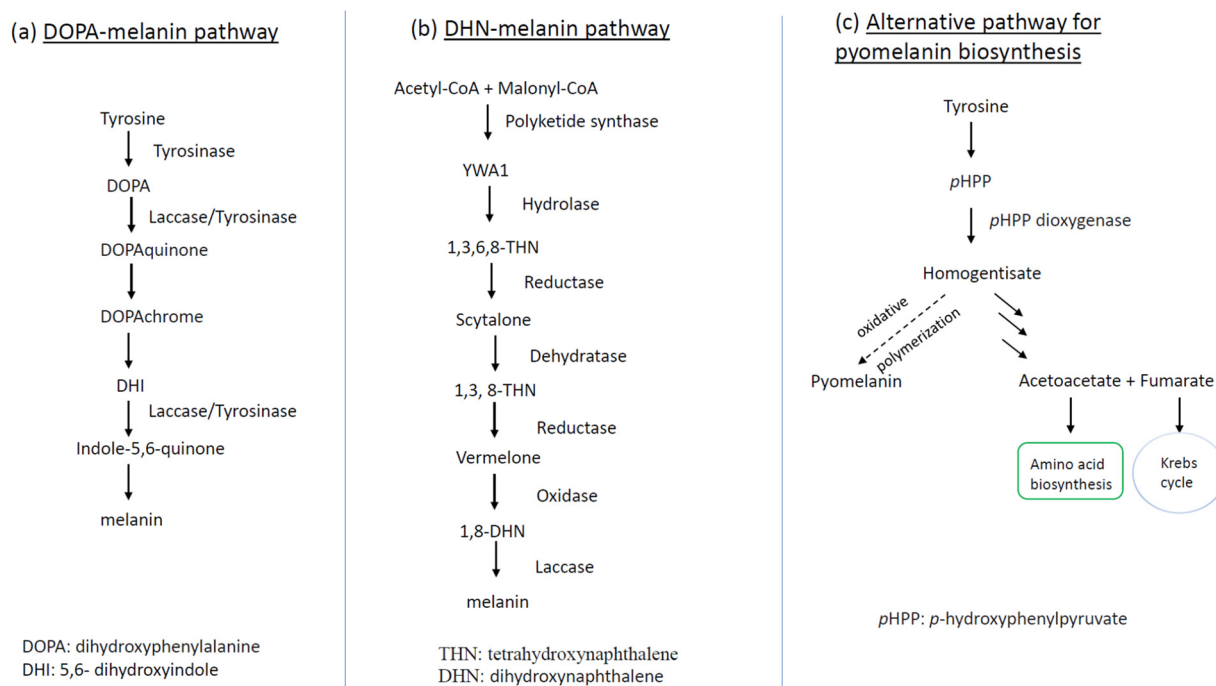 (a) DOPA-melanin pathway
Tyrosine
Tyrosinase
DOPA
Laccase/Tyrosinase
DOPAquinone
DOPAchrome
DHI
Laccase/Tyrosinase
Indole-5,6-quinone
melanin
DOPA: dihydroxyphenylalanine
DHI: 5,6- dihydroxyindole
(b) DHN-melanin pathway
Acetyl-CoA + Malonyl-CoA
Polyketide synthase
YWA1
Hydrolase
1,3,6,8-THN
Reductase
Scytalone
Dehydratase
1,3, 8-THN
Reductase
Vermelone
Oxidase
1,8-DHN
Laccase
melanin
THN: tetrahydroxynaphthalene
DHN: dihydroxynaphthalene
(c) Alternative pathway for
pyomelanin biosynthesis
Tyrosine
pHPP
pHPP dioxygenase
Homogentisate
oxidative
polymerization
Pyomelanin
Acetoacetate + Fumarate
Amino acid
biosynthesis
Krebs
cycle
pHPP: p-hydroxyphenylpyruvate